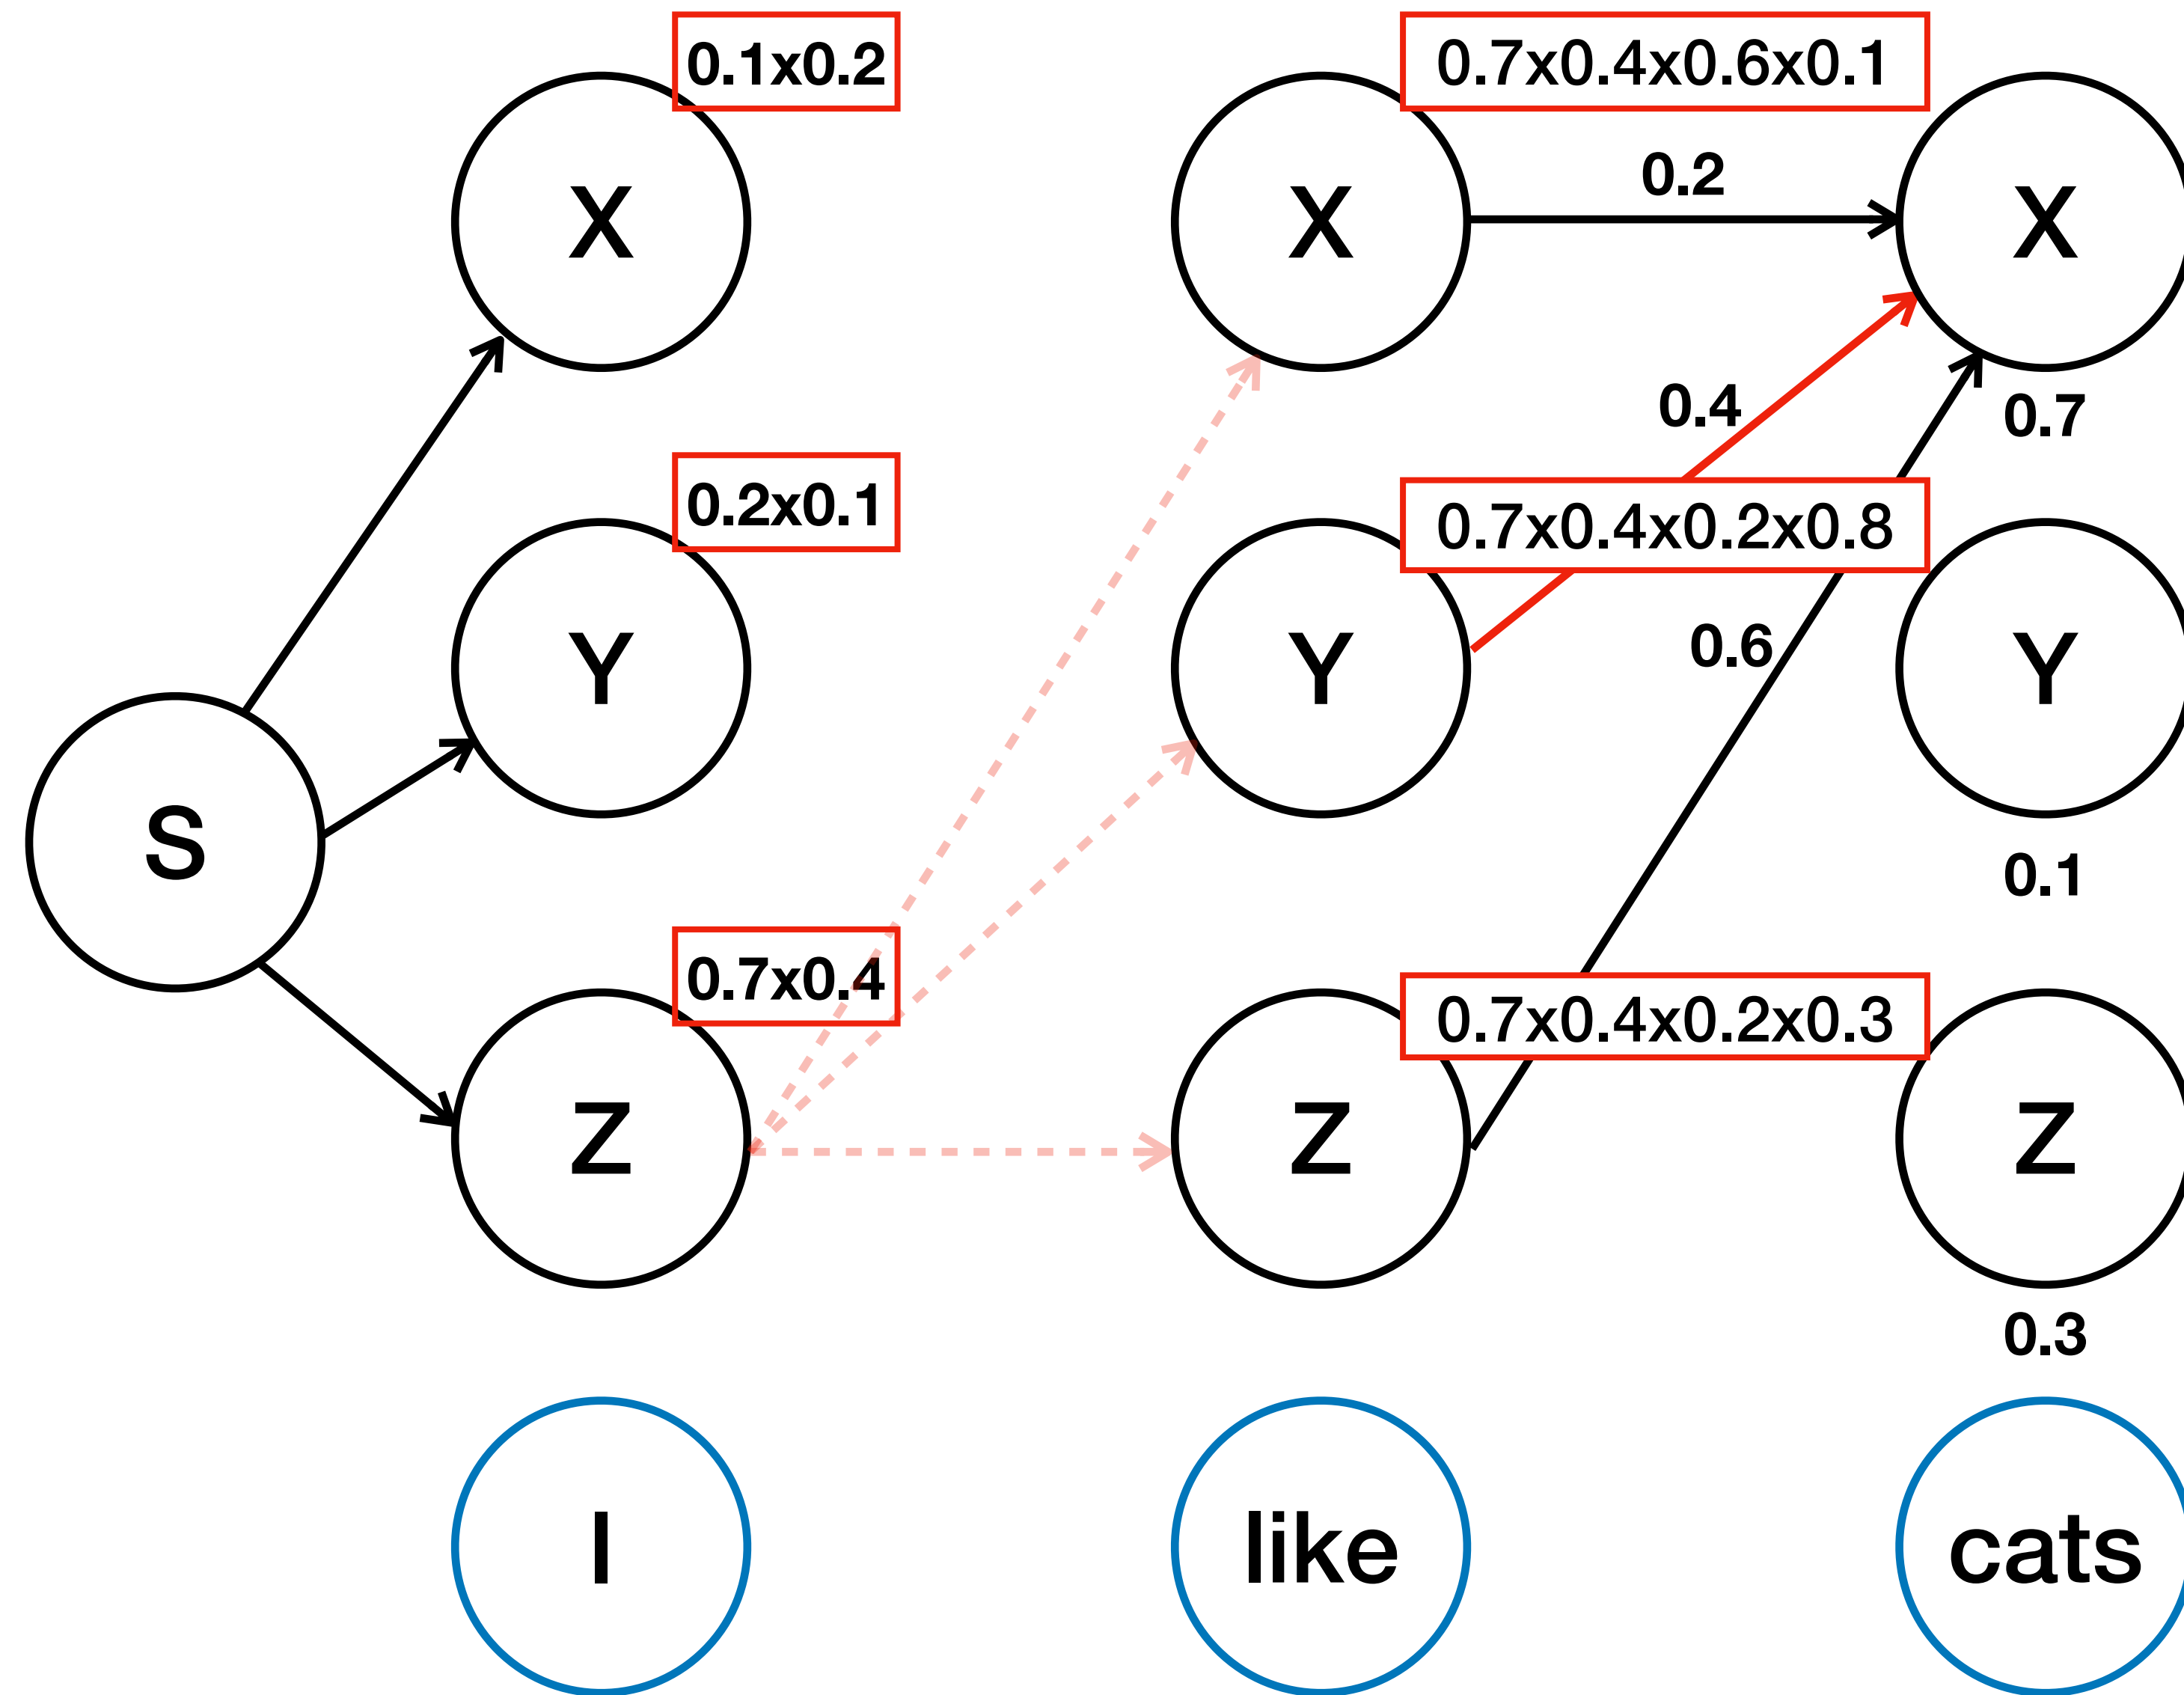 0.1x0.2
0.7x0.4x0.6x0.1
X
X
0.2
X
0.4
0.7
0.2x0.1
0.7x0.4x0.2x0.8
Y
Y
0.6
Y
S
0.1
0.7x0.4
0.7x0.4x0.2x0.3
Z
Z
Z
0.3
I
like
cats